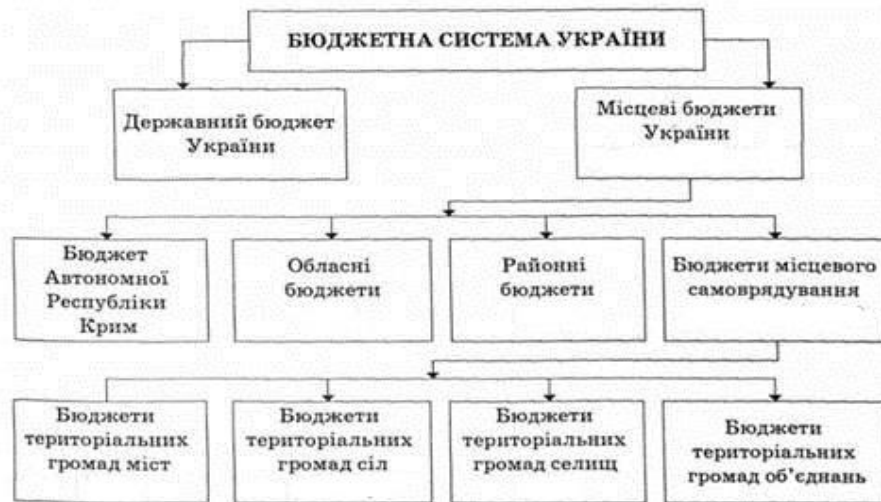 БЮДЖЕТНА СИСТЕМА УКРАЇНИ
Державний бюджет
України
Місцеві бюджети
України
Бюджет
Автономної
Республіки
Крим
Обласні
бюджети
Районні
бюджети
Бюджети місцевого
самоврядування
Бюджети
територіальних
громад міст
Бюджети
територіальних
громад сіл
Бюджети
територіальних
громад селищ
Бюджети
територіальних
громад об’єднань